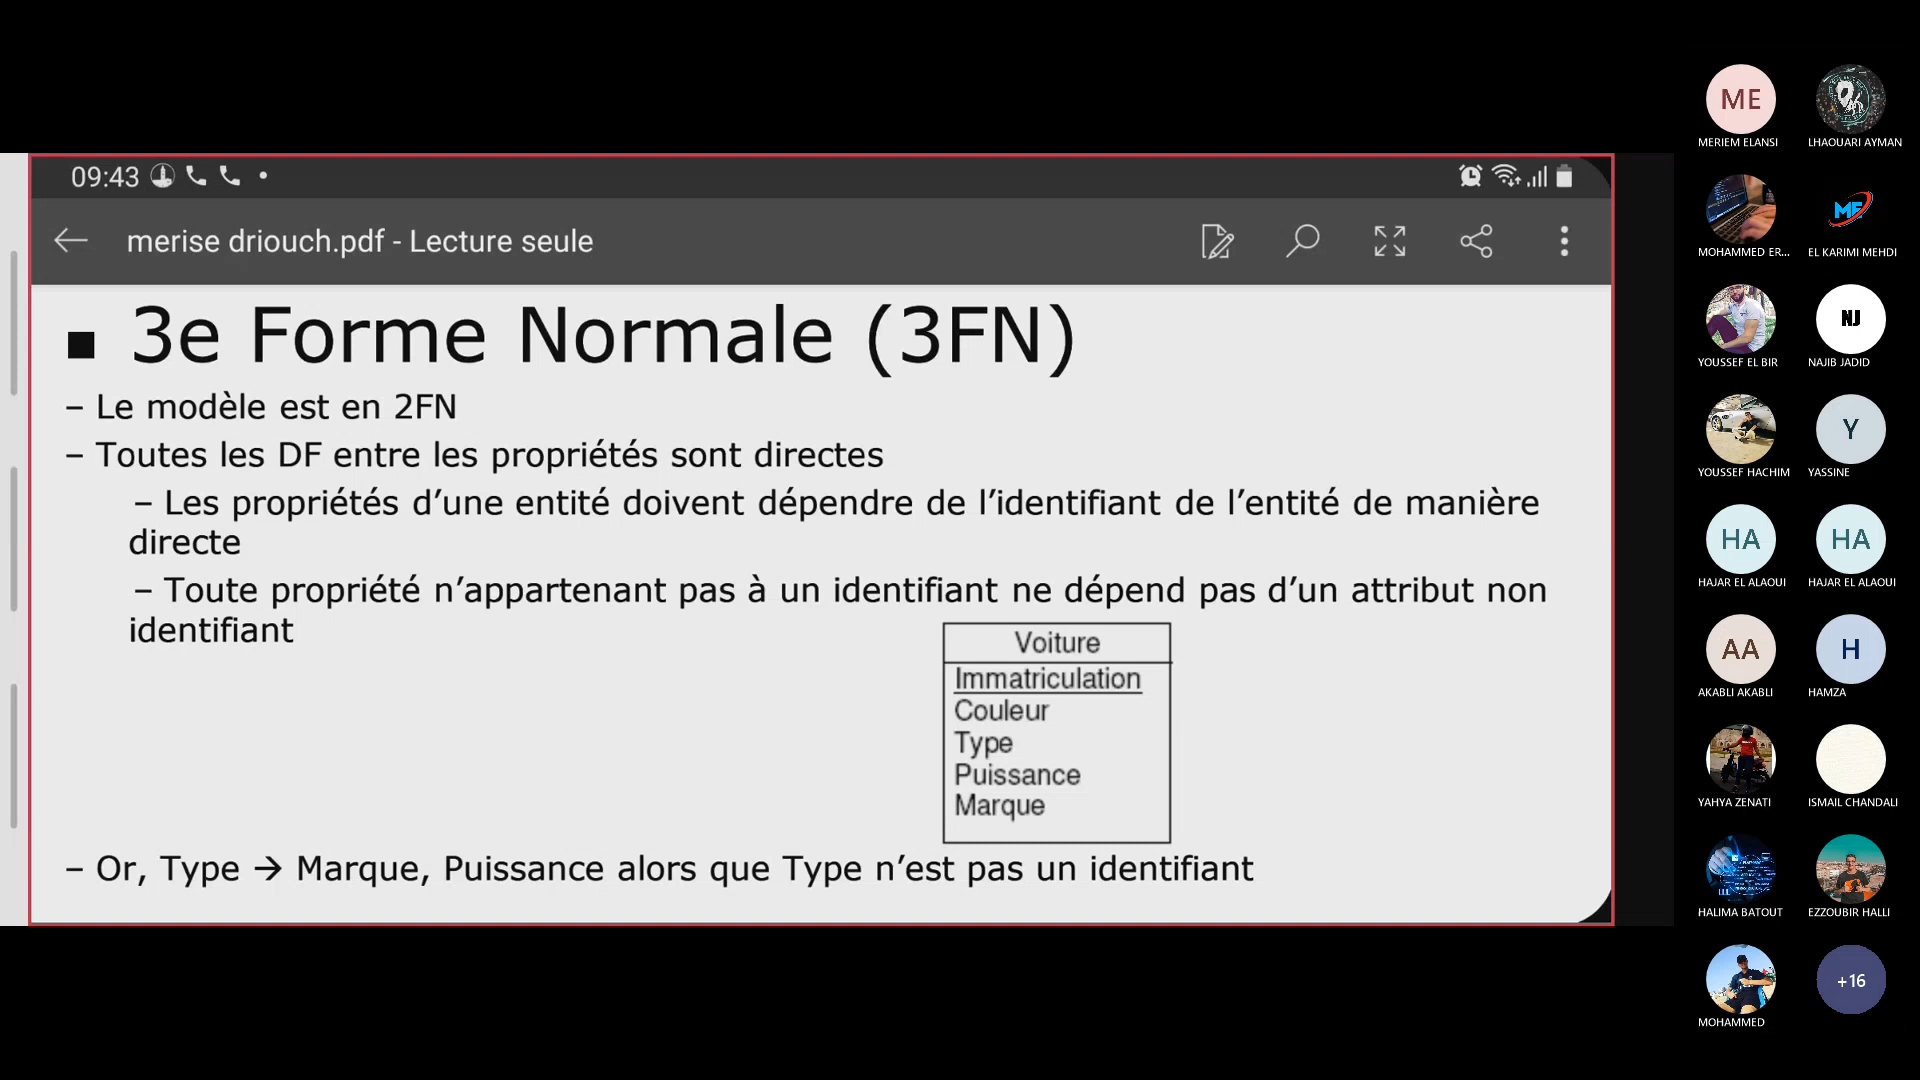 09:43
merise driouch.pdf - Lecture seule
▪ 3e Forme Normale (3FN)
– Le modèle est en 2FN
– Toutes les DF entre les propriétés sont directes
– Les propriétés d’une entité doivent dépendre de l’identifiant de l’entité de manière
directe
– Toute propriété n’appartenant pas à un identifiant ne dépend pas d’un attribut non
identifiant
Voiture
Immatriculation
Couleur
Type
Puissance
Marque
– Or, Type → Marque, Puissance alors que Type n’est pas un identifiant
ME
MERIEM ELANSI
LHAOUARI AYMAN
MOHAMMED ER...
ME
EL KARIMI MEHDI
YOUSSEF EL BIR
NJ
NAJIB JADID
YOUSSEF HACHIM
Y
YASSINE
HA
HAJAR EL ALAOUI
HA
HAJAR EL ALAOUI
AA
AKABLI AKABLI
H
HAMZA
YAHYA ZENATI
ISMAIL CHANDALI
HALIMA BATOUT
EZZOUBIR HALLI
MOHAMMED
+16